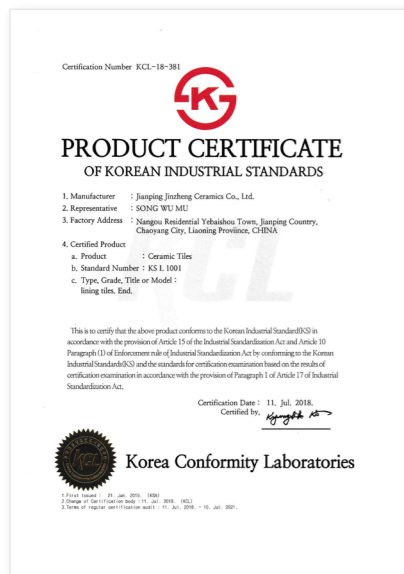 Certification Number KCL-18-381
KS
PRODUCT CERTIFICATE
OF KOREAN INDUSTRIAL STANDARDS
1. Manufacturer : Jianping Jinzheng Ceramics Co., Ltd.
2. Representative : SONG WU MU
3. Factory Address : Nangou Residential Yebaishou Town, Jianping Country,
Chaoyang City, Liaoning Proviince, CHINA
4. Certified Product
a. Product : Ceramic Tiles
b. Standard Number : KS L 1001
c. Type, Grade, Title or Model :
lining tiles. End.
KCL
This is to certify that the above product conforms to the Korean Industrial Standard(KS) in
accordance with the provision of Article 15 of the Industrial Standardization Act and Article 10
Paragraph (1) of Enforcement rule of Industrial Standardization Act by conforming to the Korean
Industrial Standards(KS) and the standards for certification examination based on the results of
certification examination in accordance with the provision of Paragraph 1 of Article 17 of Industrial
Standardization Act.
Certification Date : 11, Jul. 2018,
Certified by,
KCL
Korea Conformity Laboratories
1.First Issued : 21. Jan. 2015. (KSA)
2.Change of Certification body : 11. Jul. 2018. (KCL)
3.Terms of regular certification audit : 11. Jul. 2018. ~ 10. Jul. 2021.